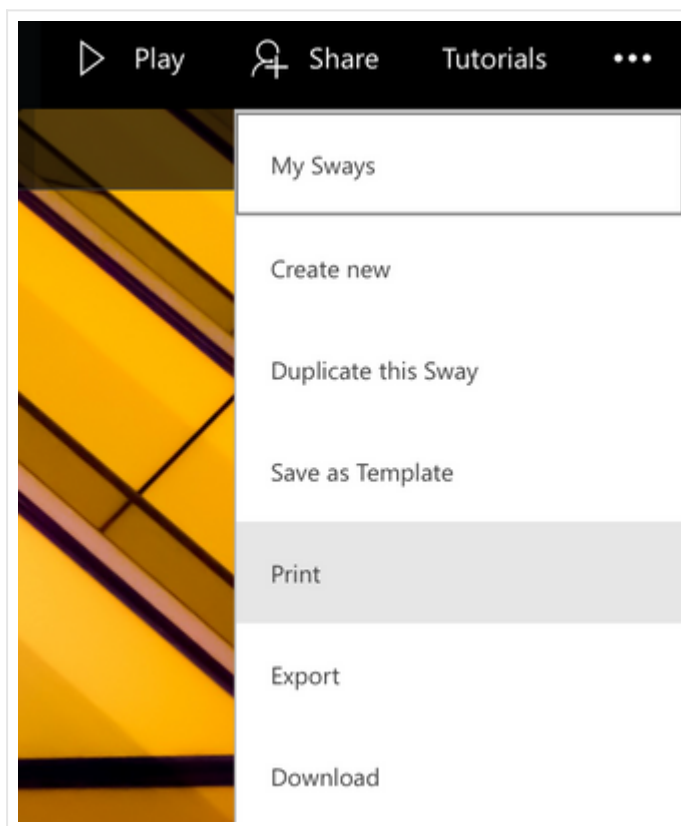 Play Share Tutorials
My Sways
Create new
Duplicate this Sway
Save as Template
Print
Export
Download